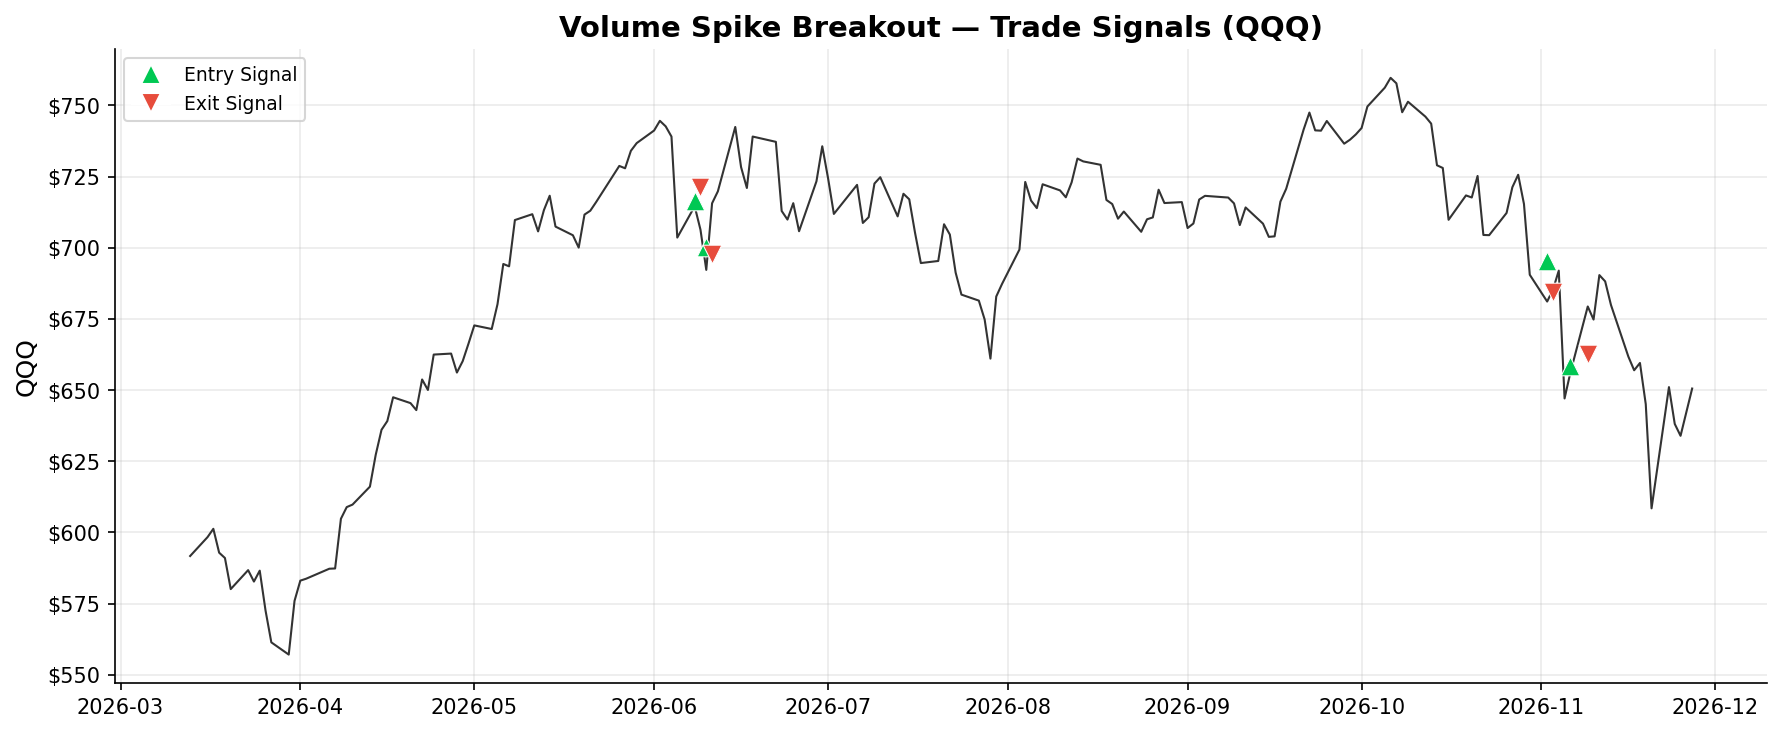 Volume Spike Breakout — Trade Signals (QQQ)
Entry Signal
Exit Signal
$750
$725
$700
$675
$650
$625
$600
$575
$550
QQQ
2026-03 2026-04 2026-05 2026-06 2026-07 2026-08 2026-09 2026-10 2026-11 2026-12